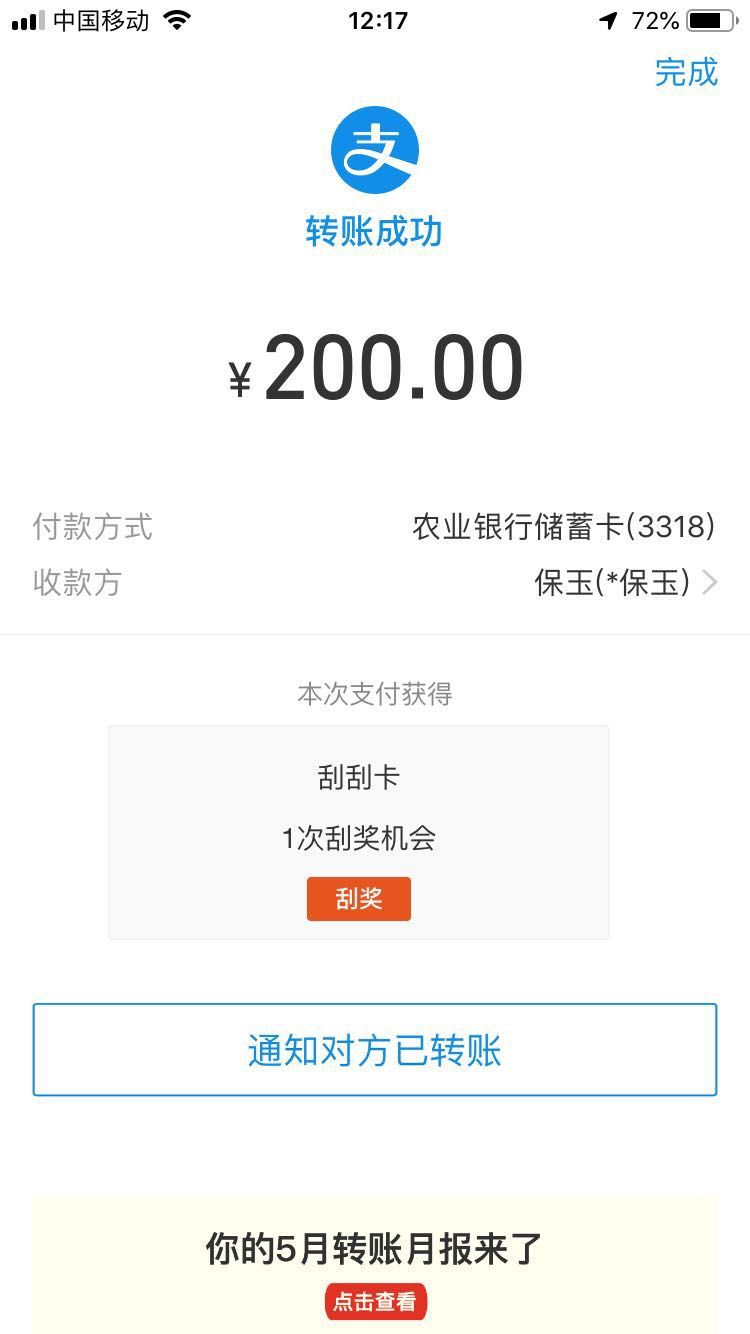 中国移动 12:17 72%
完成
支
转账成功
¥200.00
付款方式 农业银行储蓄卡(3318)
收款方 保玉(*保玉)
本次支付获得
刮刮卡
1次刮奖机会
刮奖
通知对方已转账
你的5月转账月报来了
点击查看